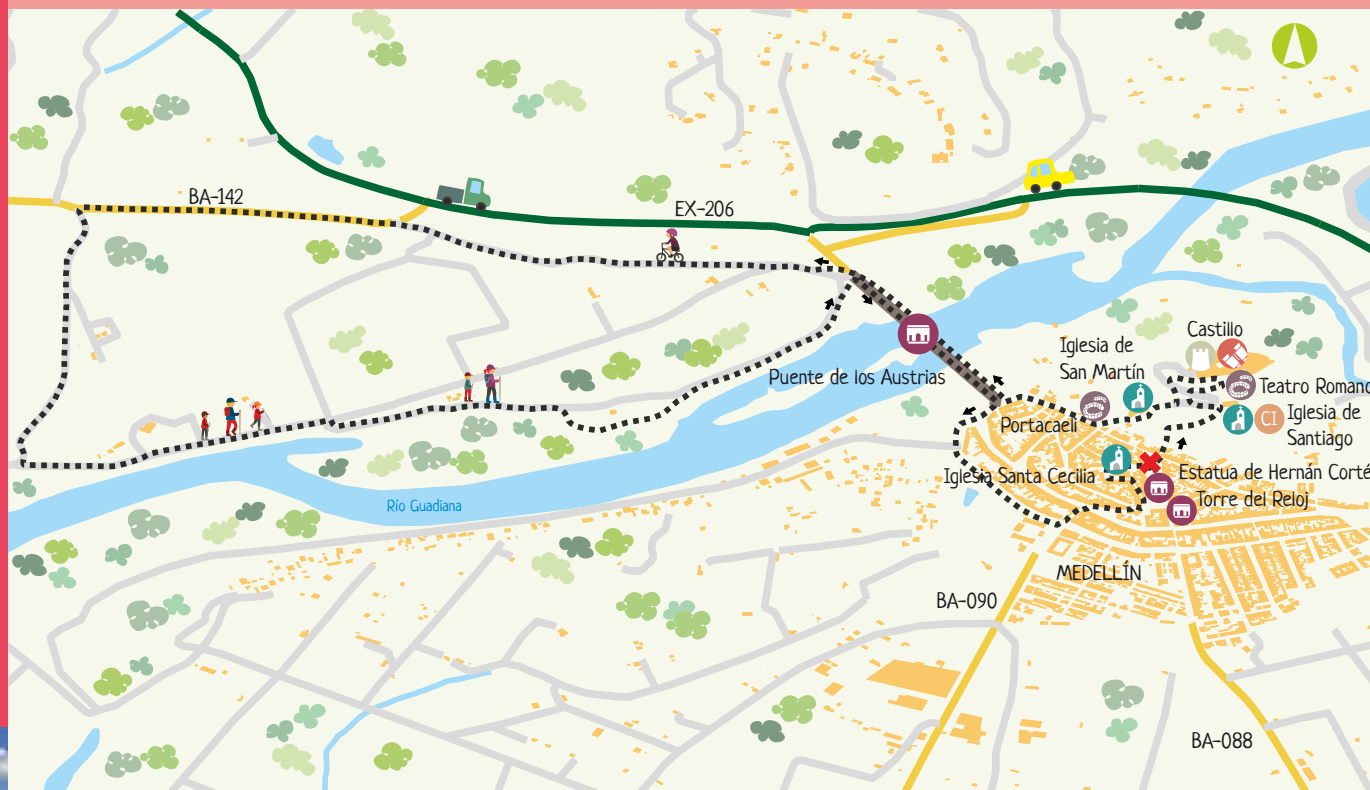 BA-142
EX-206
Castillo
Iglesia de
San Martín
Puente de los Austrias
Teatro Romano
CI
Iglesia de
Santiago
Portacaeli
Iglesia Santa Cecilia
Estatua de Hernán Corté
Torre del Reloj
Río Guadiana
MEDELLÍN
BA-090
BA-088